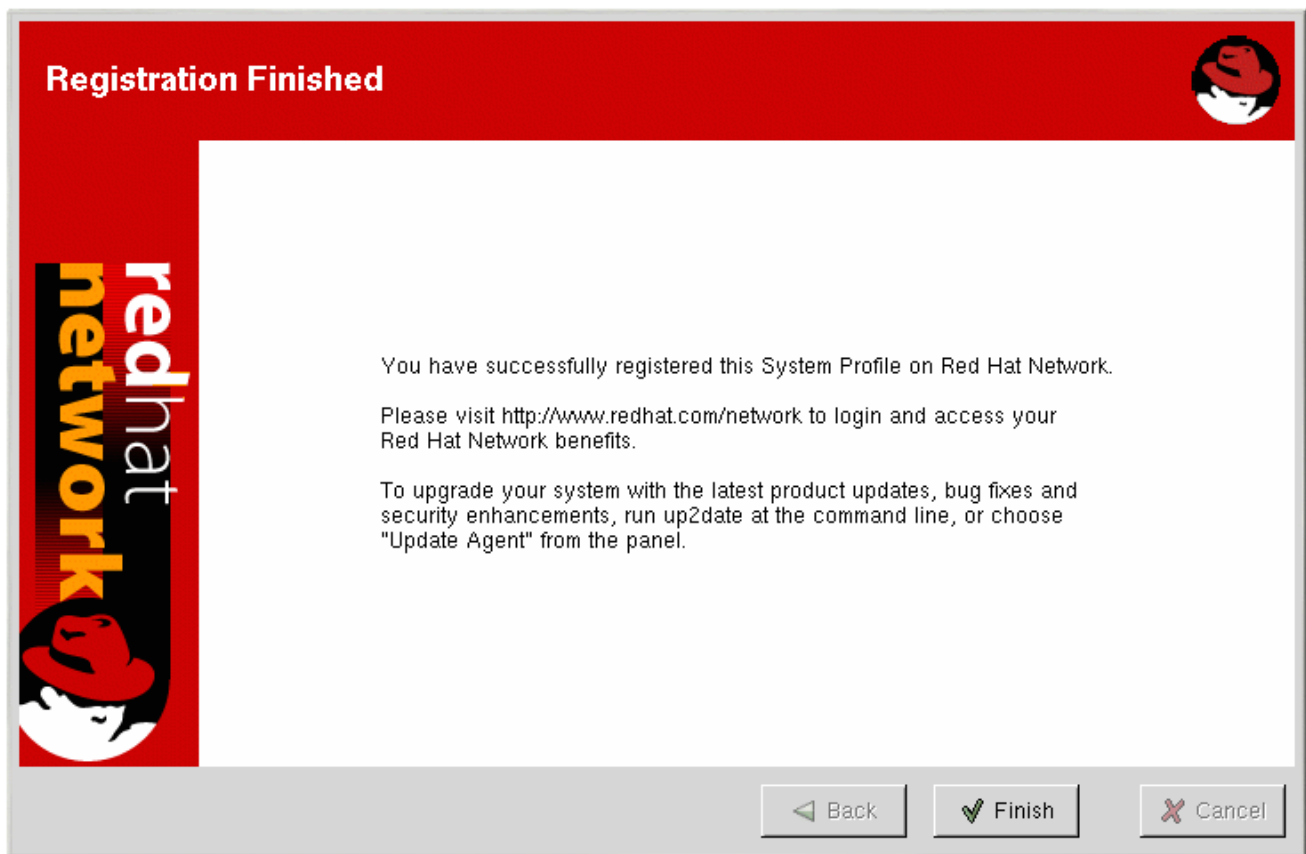 Registration Finished
redhat
network
You have successfully registered this System Profile on Red Hat Network.
Please visit http://www.redhat.com/network to login and access your
Red Hat Network benefits.
To upgrade your system with the latest product updates, bug fixes and
security enhancements, run up2date at the command line, or choose
"Update Agent" from the panel.
Back
Finish
Cancel